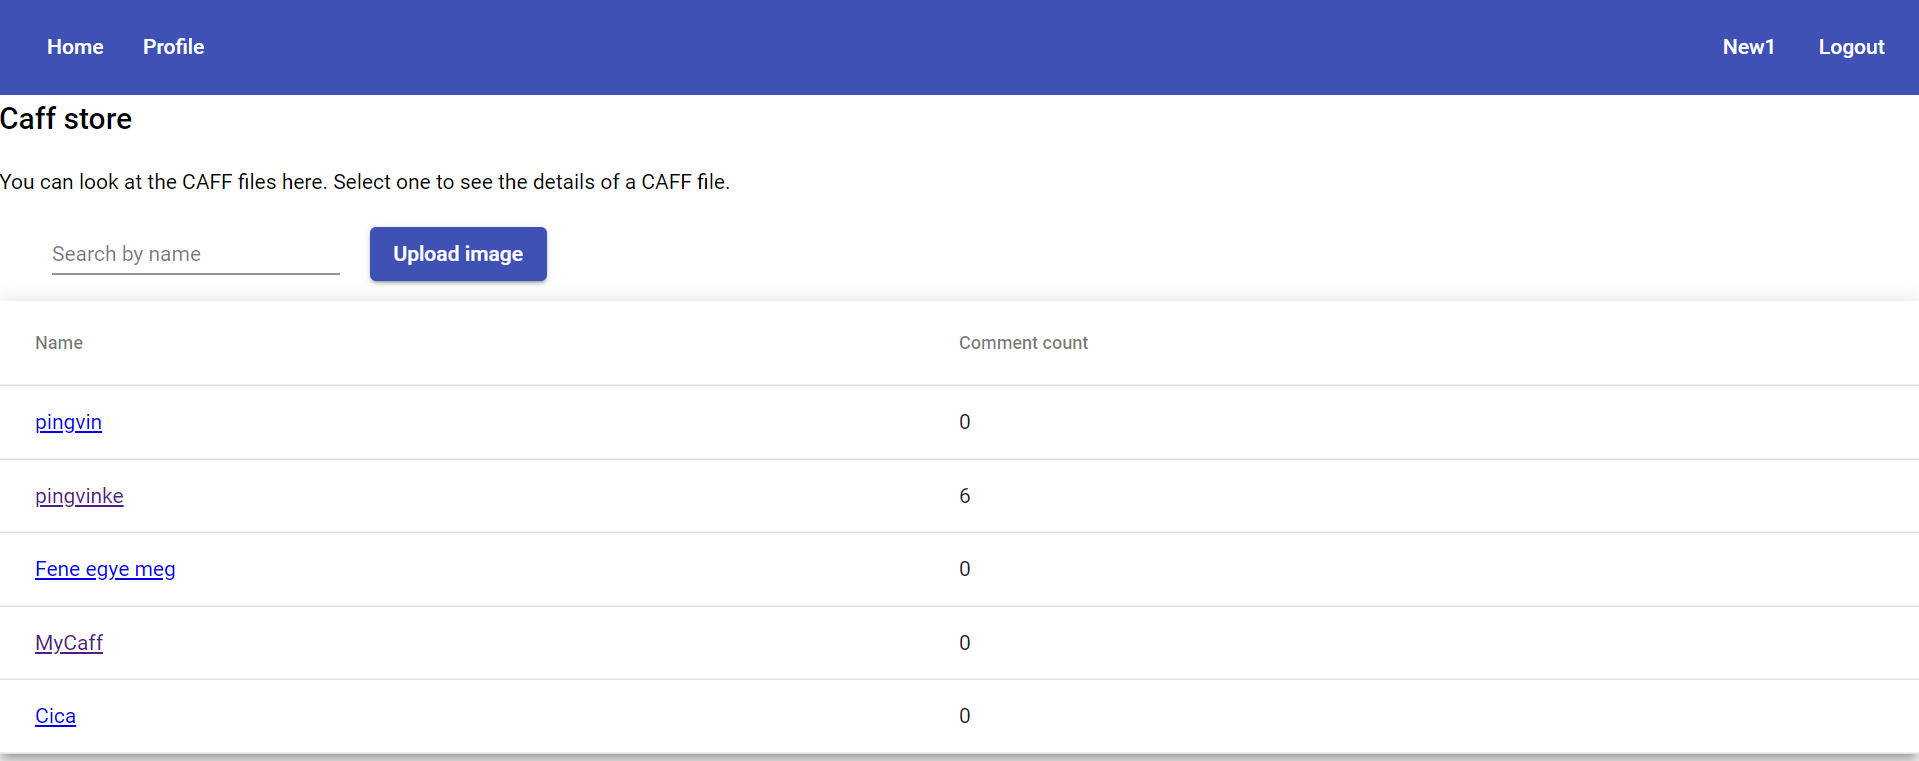 Home Profile New1 Logout
Caff store
You can look at the CAFF files here. Select one to see the details of a CAFF file.
Search by name Upload image
Name Comment count
pingvin 0
pingvinke 6
Fene egye meg 0
MyCaff 0
Cica 0